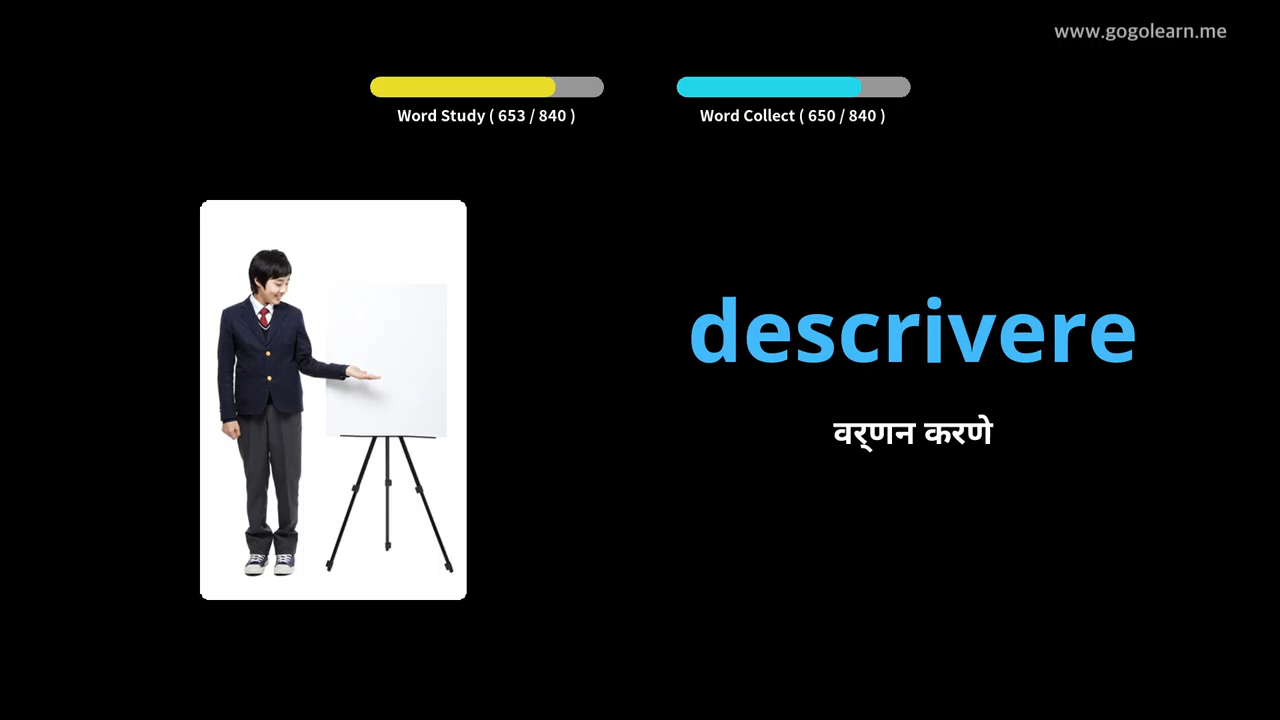 www.gogolearn.me
Word Study ( 653 / 840 )
Word Collect ( 650 / 840 )
descrivere
वर्णन करणे